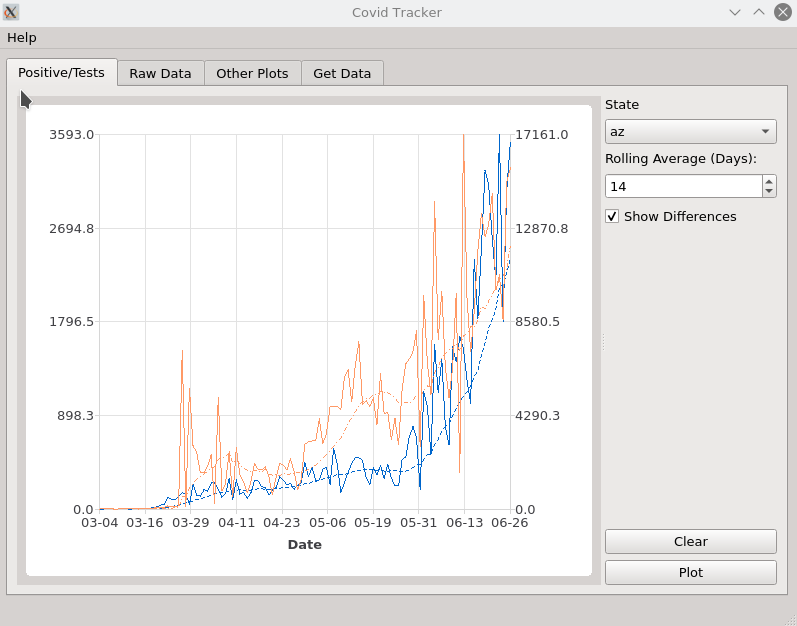 Covid Tracker
Help
Positive/Tests
Raw Data
Other Plots
Get Data
3593.0
2694.8
1796.5
898.3
0.0
17161.0
12870.8
8580.5
4290.3
0.0
03-04 03-16 03-29 04-11 04-23 05-06 05-19 05-31 06-13 06-26
Date
State
az
Rolling Average (Days):
14
Show Differences
Clear
Plot